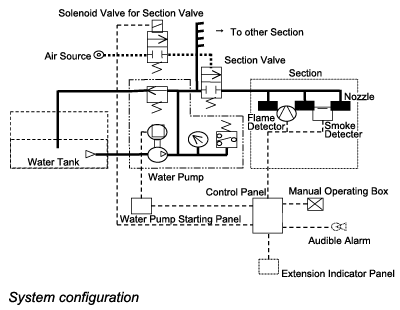 Solenoid Valve for Section Valve
→ To other Section
Air Source
Section Valve
Section
Nozzle
Flame
Detector
Smoke
Detector
Water Tank
Water Pump
Control Panel
Manual Operating Box
Water Pump Starting Panel
Audible Alarm
Extension Indicator Panel
System configuration